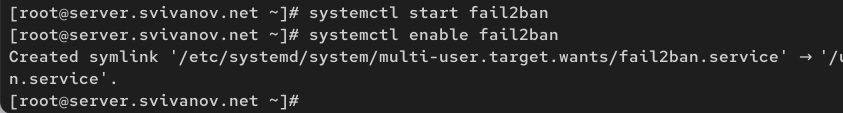 [root@server.svivanov.net ~]# systemctl start fail2ban
[root@server.svivanov.net ~]# systemctl enable fail2ban
Created symlink '/etc/systemd/system/multi-user.target.wants/fail2ban.service' → '/u
n.service'.
[root@server.svivanov.net ~]#